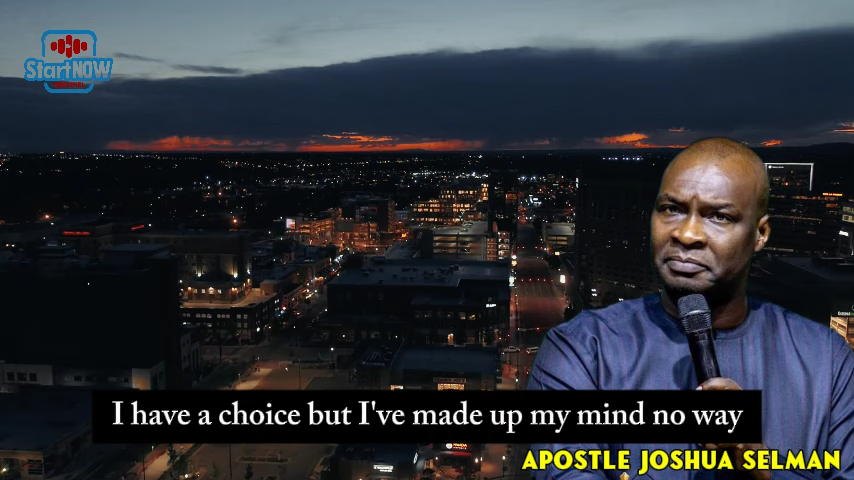 StartNOW
I have a choice but I've made up my mind no way
APOSTLE JOSHUA SELMAN